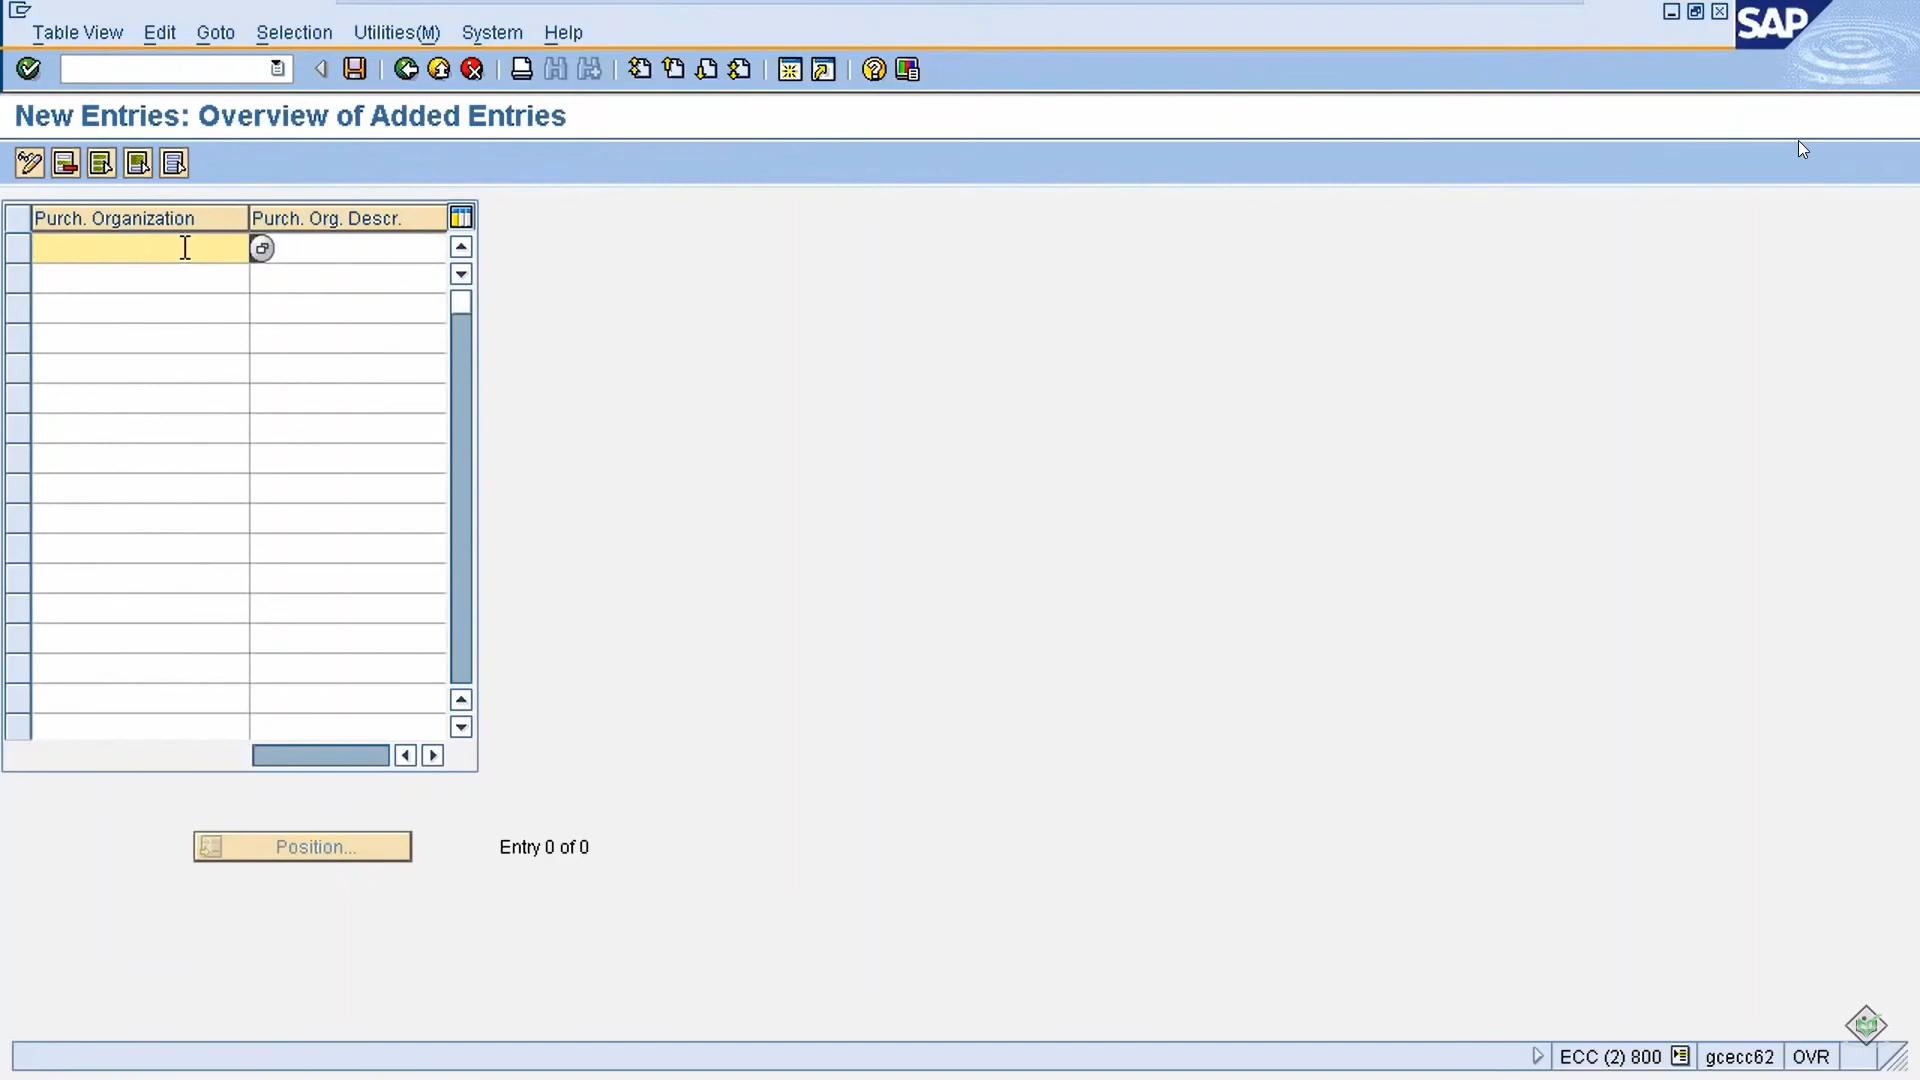 Table View Edit Goto Selection Utilities(M) System Help
SAP
New Entries: Overview of Added Entries
Purch. Organization Purch. Org. Descr.
Position... Entry 0 of 0
ECC (2) 800 gcecc62 OVR